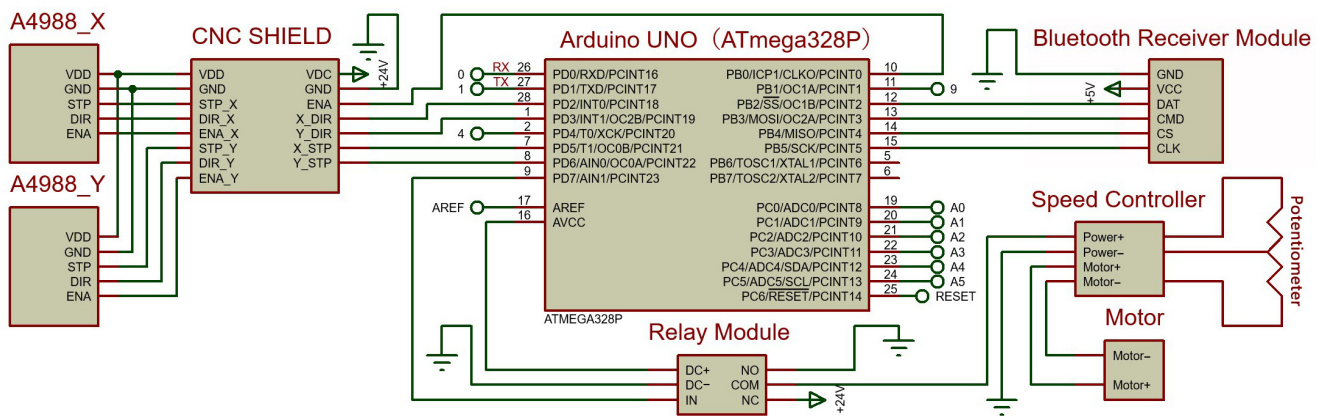 A4988_X
VDD
GND
STP
DIR
ENA
A4988_Y
VDD
GND
STP
DIR
ENA
CNC SHIELD
VDD
GND
STP_X
DIR_X
ENA_X
STP_Y
DIR_Y
ENA_Y
VDC
GND
ENA
X_DIR
Y_DIR
X_STP
Y_STP
+24V
Arduino UNO（ATmega328P）
0 RX 26 PD0/RXD/PCINT16
1 TX 27 PD1/TXD/PCINT17
28 PD2/INT0/PCINT18
1 PD3/INT1/OC2B/PCINT19
4 2 PD4/T0/XCK/PCINT20
7 PD5/T1/OC0B/PCINT21
8 PD6/AIN0/OC0A/PCINT22
9 PD7/AIN1/PCINT23
AREF 17 AREF
16 AVCC
PB0/ICP1/CLKO/PCINT0 10
PB1/OC1A/PCINT1 11 9
PB2/SS/OC1B/PCINT2 12
PB3/MOSI/OC2A/PCINT3 13
PB4/MISO/PCINT4 14
PB5/SCK/PCINT5 15
PB6/TOSC1/XTAL1/PCINT6 5
PB7/TOSC2/XTAL2/PCINT7 6
PC0/ADC0/PCINT8 19 A0
PC1/ADC1/PCINT9 20 A1
PC2/ADC2/PCINT10 21 A2
PC3/ADC3/PCINT11 22 A3
PC4/ADC4/SDA/PCINT12 23 A4
PC5/ADC5/SCL/PCINT13 24 A5
PC6/RESET/PCINT14 25 RESET
ATMEGA328P
Bluetooth Receiver Module
GND
VCC
DAT
CMD
CS
CLK
+5V
Speed Controller
Power+
Power−
Motor+
Motor−
Potentiometer
Motor
Motor−
Motor+
Relay Module
DC+
DC−
IN
NO
COM
NC
+24V